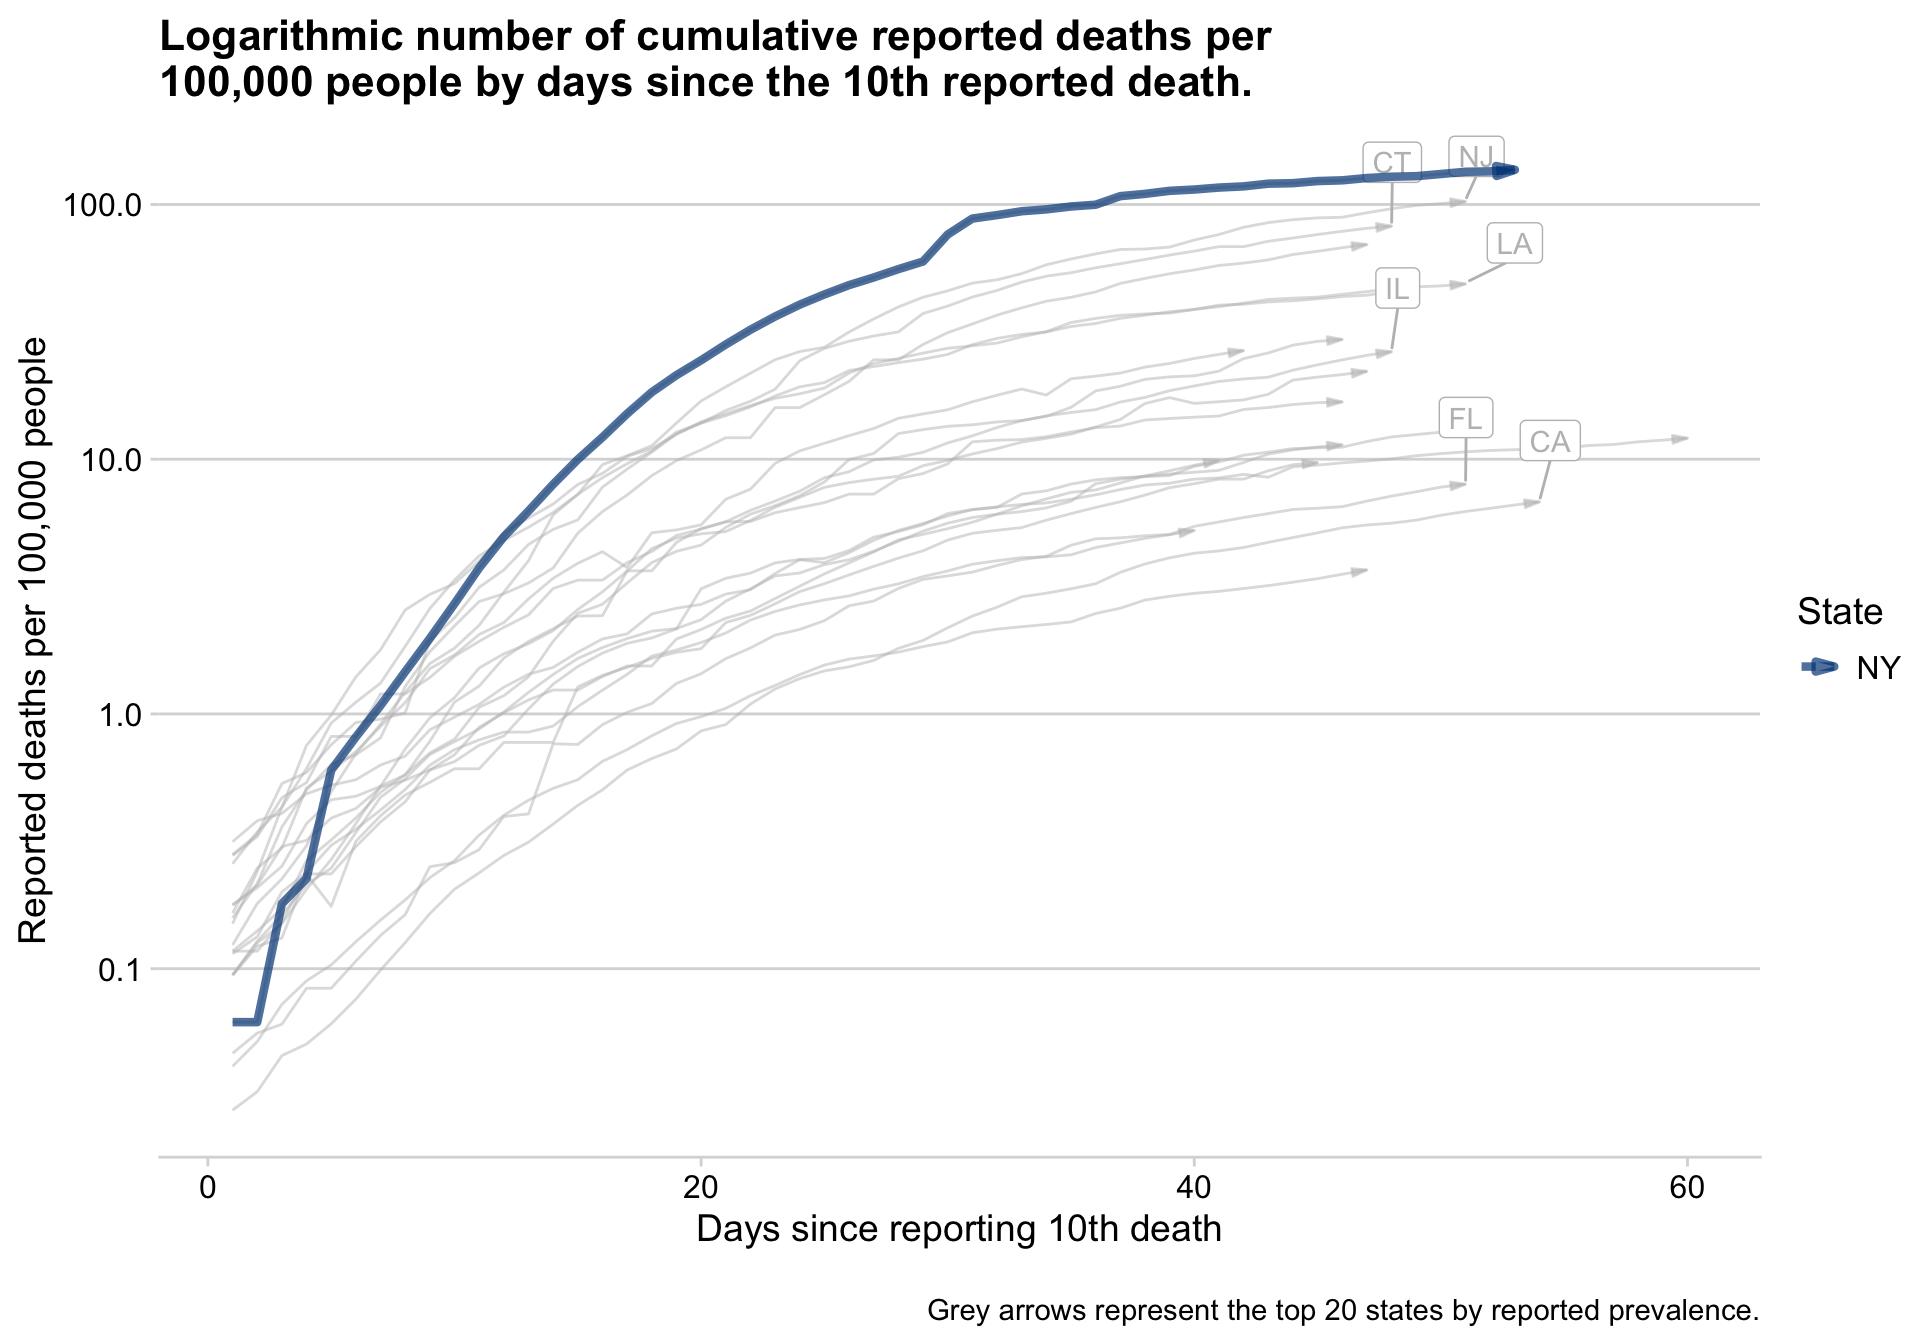 Logarithmic number of cumulative reported deaths per
100,000 people by days since the 10th reported death.
Reported deaths per 100,000 people
100.0
10.0
1.0
0.1
CT
NJ
LA
IL
FL
CA
State
NY
0
20
40
60
Days since reporting 10th death
Grey arrows represent the top 20 states by reported prevalence.